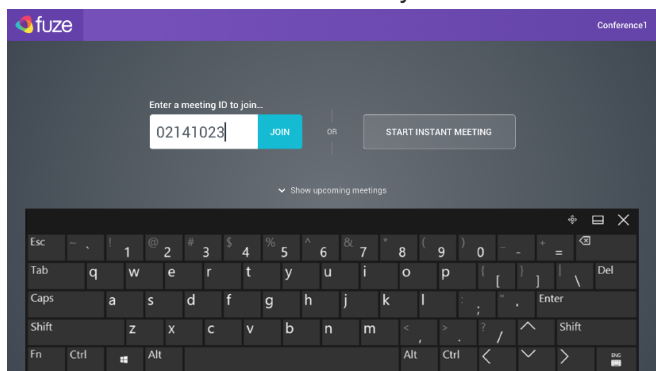 fuze
Conference1
Enter a meeting ID to join...
02141023
JOIN
OR
START INSTANT MEETING
Show upcoming meetings
Esc ~ ` ! 1 @ 2 # 3 $ 4 % 5 ^ 6 & 7 * 8 ( 9 ) 0 _ - + =
Tab q w e r t y u i o p { [ } ] | \ Del
Caps a s d f g h j k l : ; " ' Enter
Shift z x c v b n m < , > . ? / Shift
Fn Ctrl Alt Alt Ctrl ENG